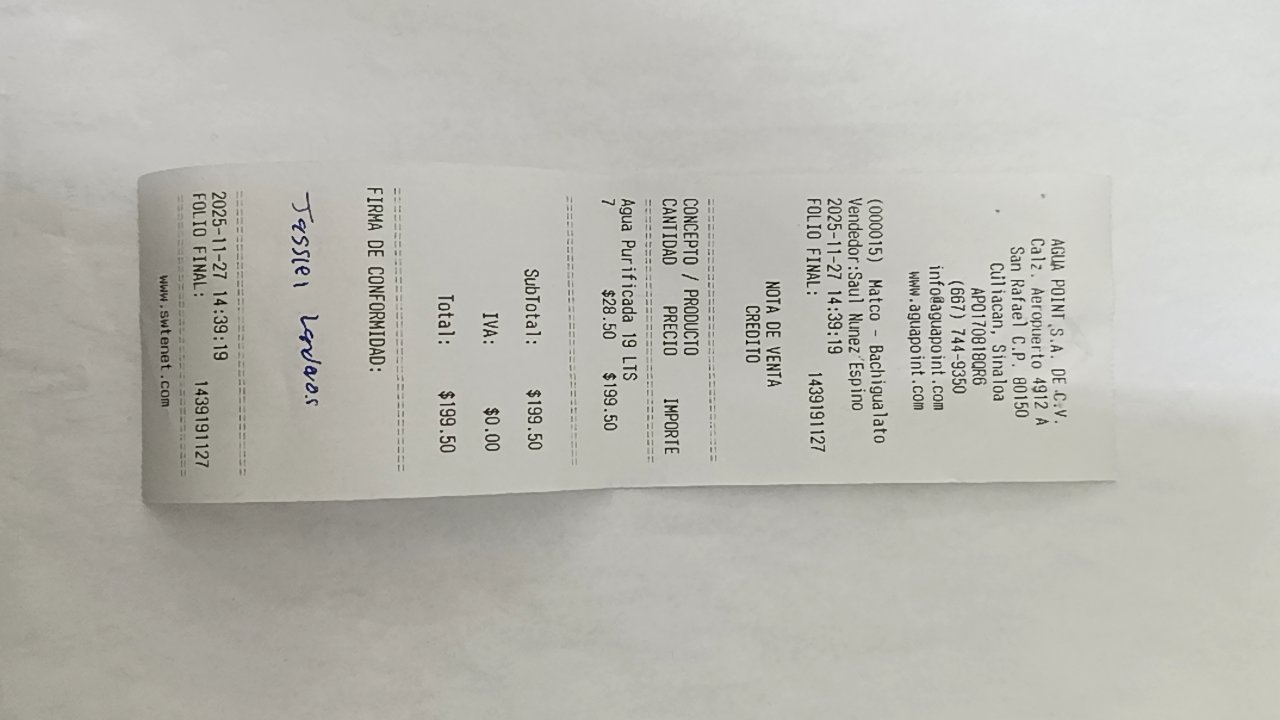 AGUA POINT S.A. DE C.V.
Calz. Aeropuerto 4912 A
San Rafael C.P. 80150
Culiacan, Sinaloa
APO170818QR6
(667) 744-9350
info@aguapoint.com
www.aguapoint.com
(000015) Matco - Bachigualato
Vendedor:Saul Nunez Espino
2025-11-27 14:39:19
FOLIO FINAL: 1439191127
NOTA DE VENTA
CREDITO
CONCEPTO / PRODUCTO
CANTIDAD PRECIO IMPORTE
Agua Purificada 19 LTS
7 $28.50 $199.50
SubTotal: $199.50
IVA: $0.00
Total: $199.50
FIRMA DE CONFORMIDAD:
2025-11-27 14:39:19
FOLIO FINAL: 1439191127
www.swtenet.com